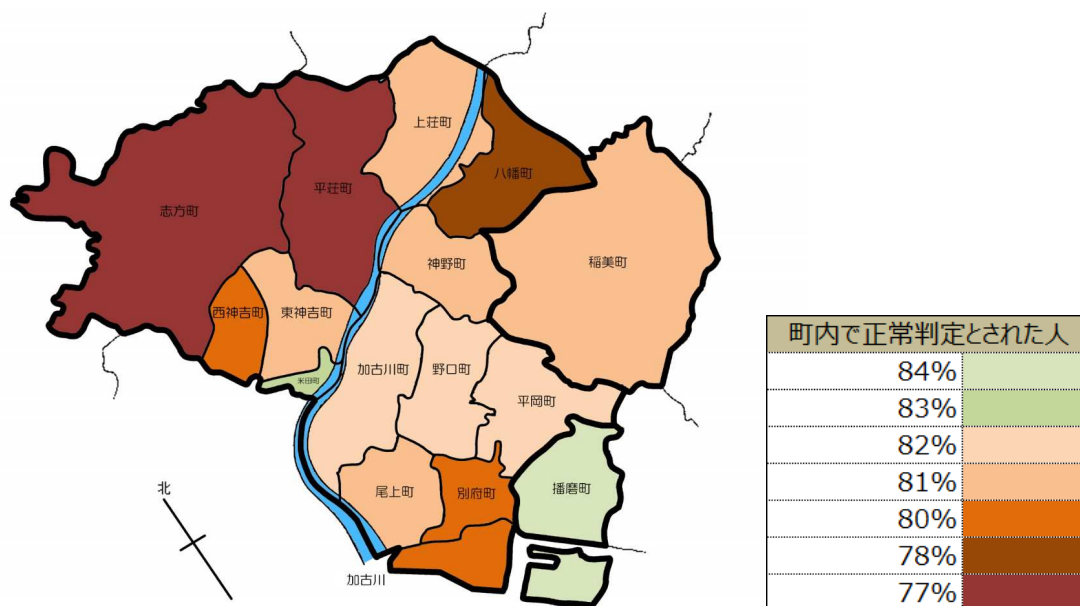 上荘町
八幡町
平荘町
志方町
神野町
稲美町
西神吉町
東神吉町
米田町
加古川町
野口町
平岡町
尾上町
別府町
播磨町
北
加古川
町内で正常判定とされた人
84%
83%
82%
81%
80%
78%
77%